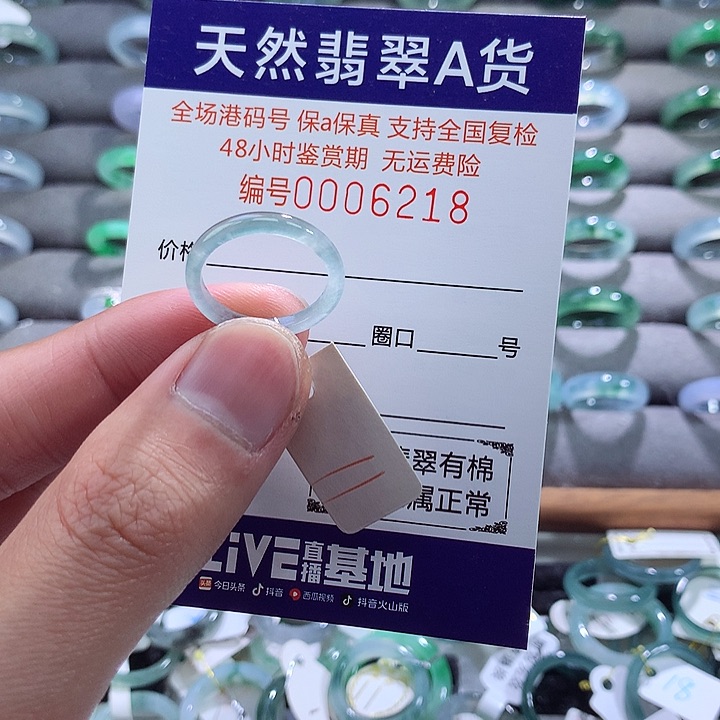 天然翡翠A货
全场港码号 保a保真 支持全国复检
48小时鉴赏期 无运费险
编号0006218
价格
圈口 号
翠有棉
属正常
LIVE直播基地
今日头条 抖音 西瓜视频 抖音火山版
18